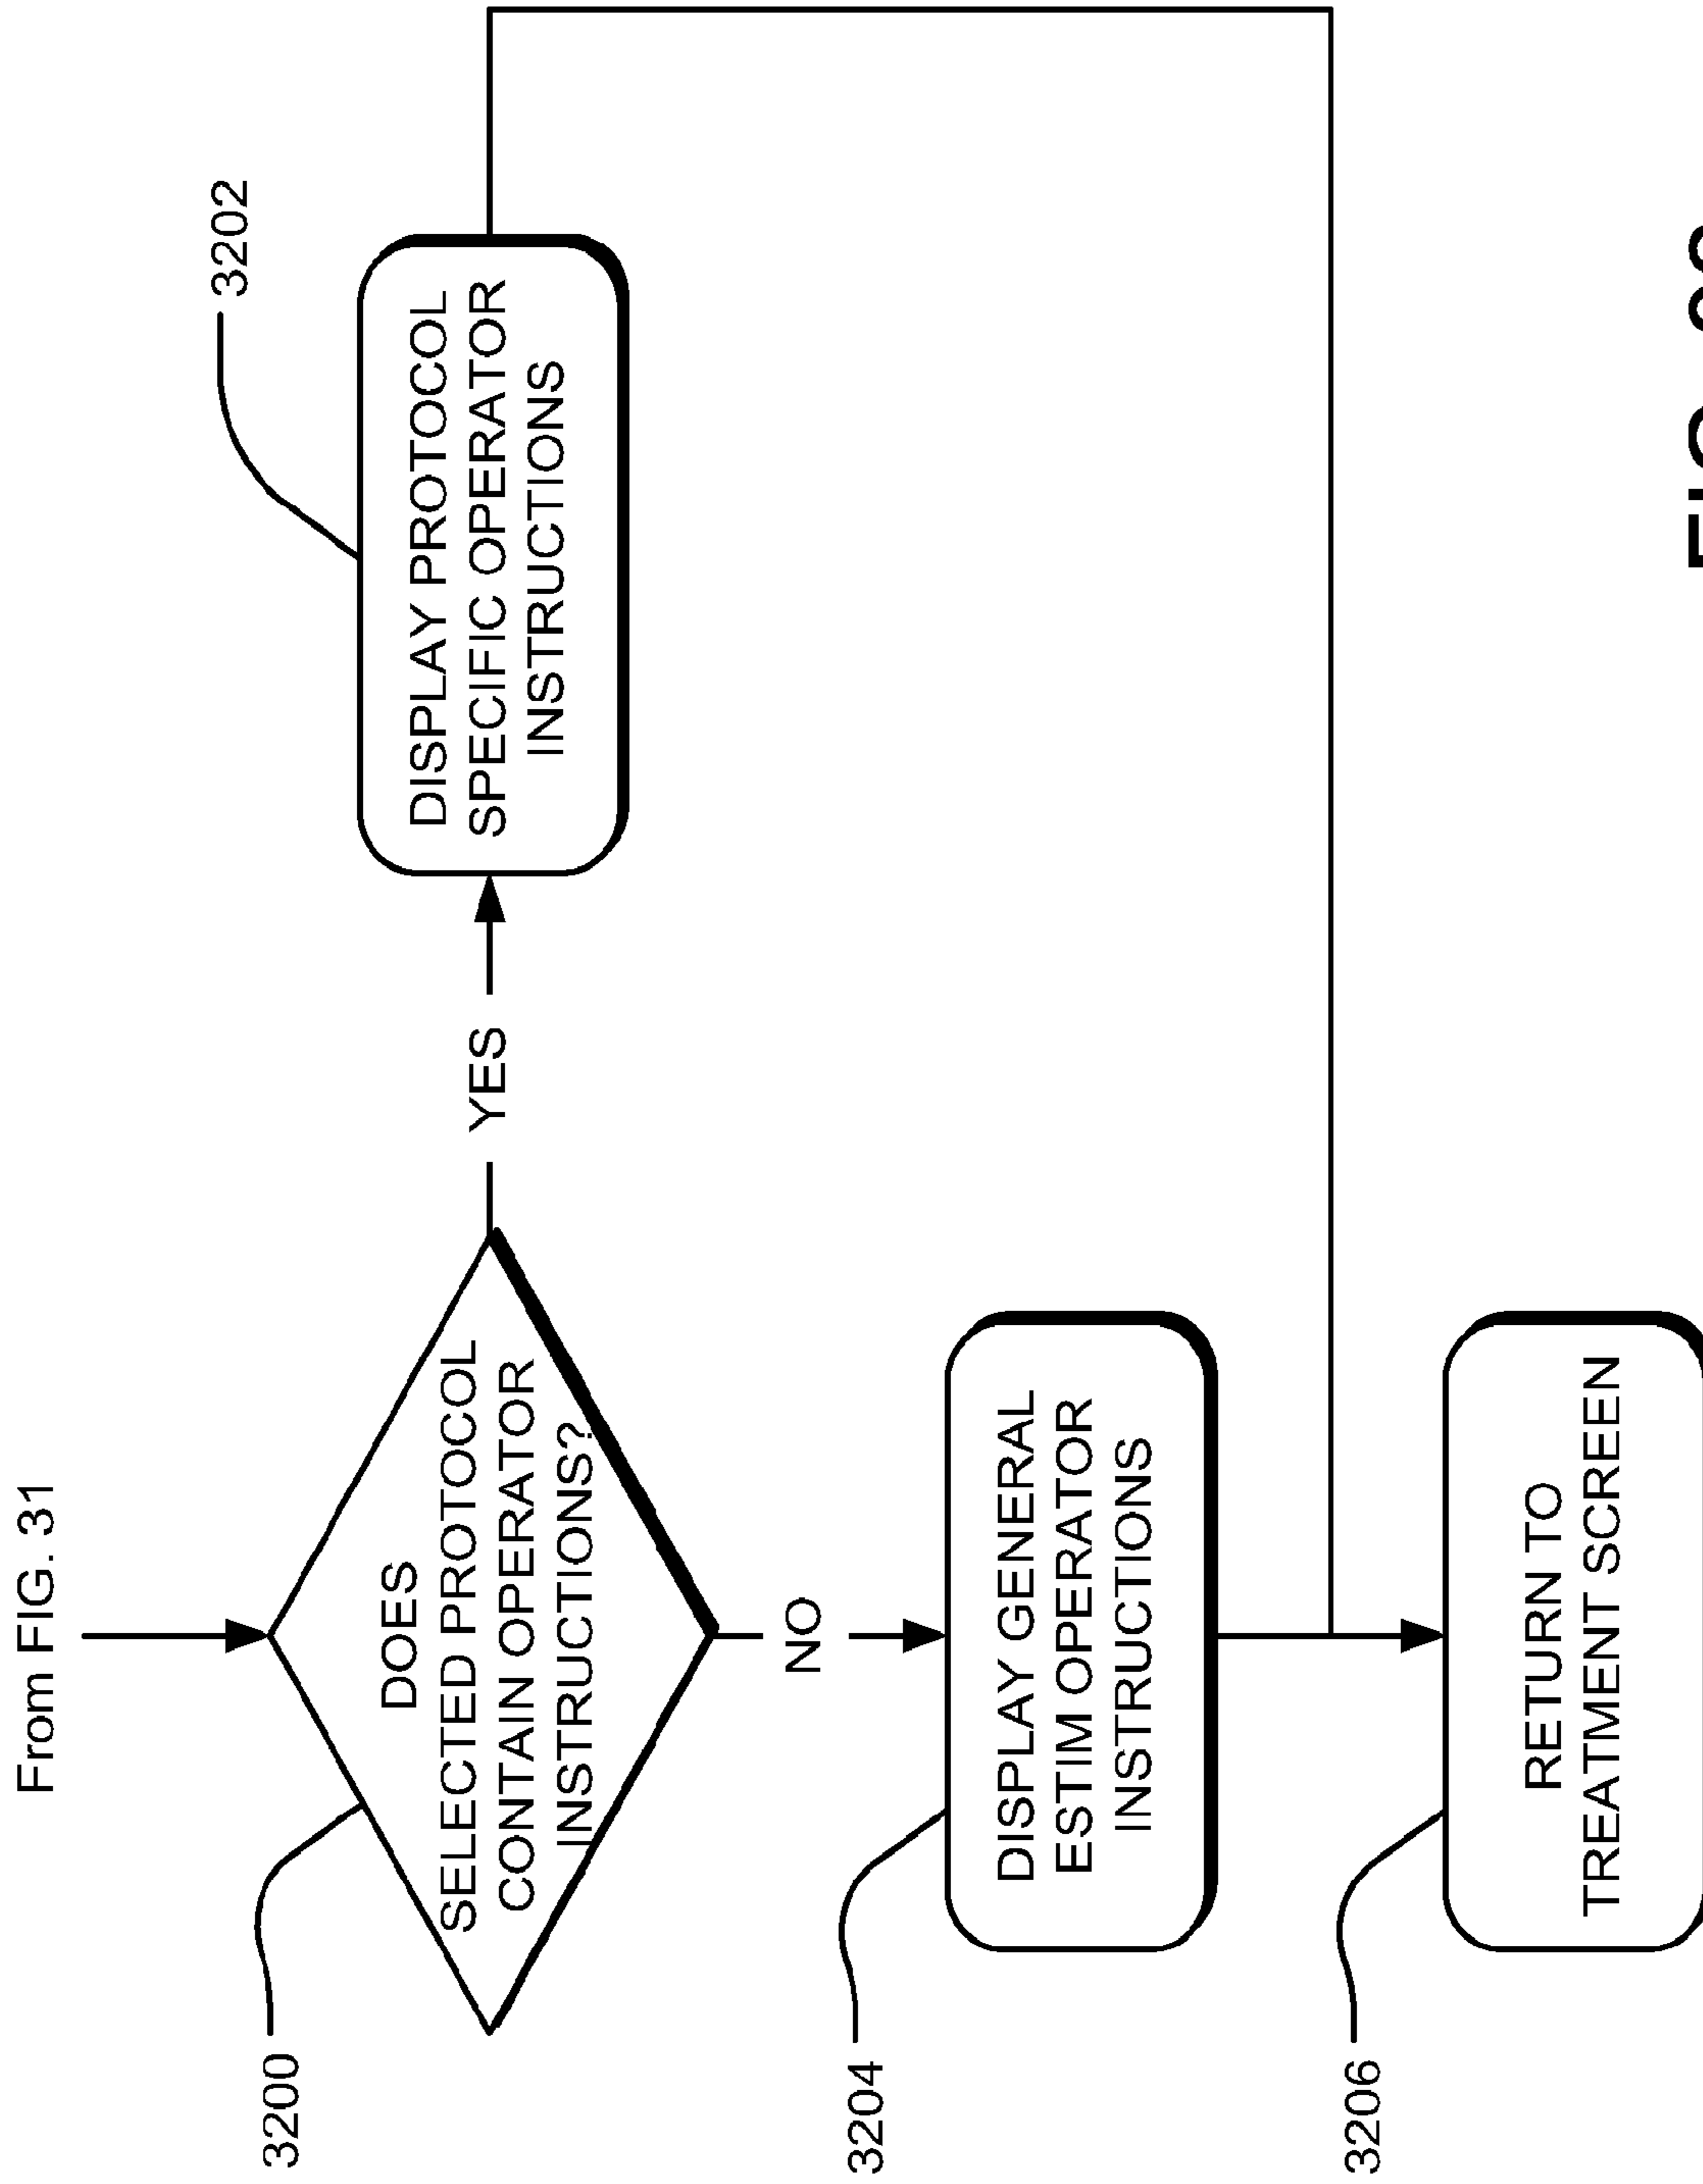 From FIG. 31
3200
DOES
SELECTED PROTOCOL
CONTAIN OPERATOR
INSTRUCTIONS?
YES
3202
DISPLAY PROTOCOL
SPECIFIC OPERATOR
INSTRUCTIONS
NO
3204
DISPLAY GENERAL
ESTIM OPERATOR
INSTRUCTIONS
3206
RETURN TO
TREATMENT SCREEN